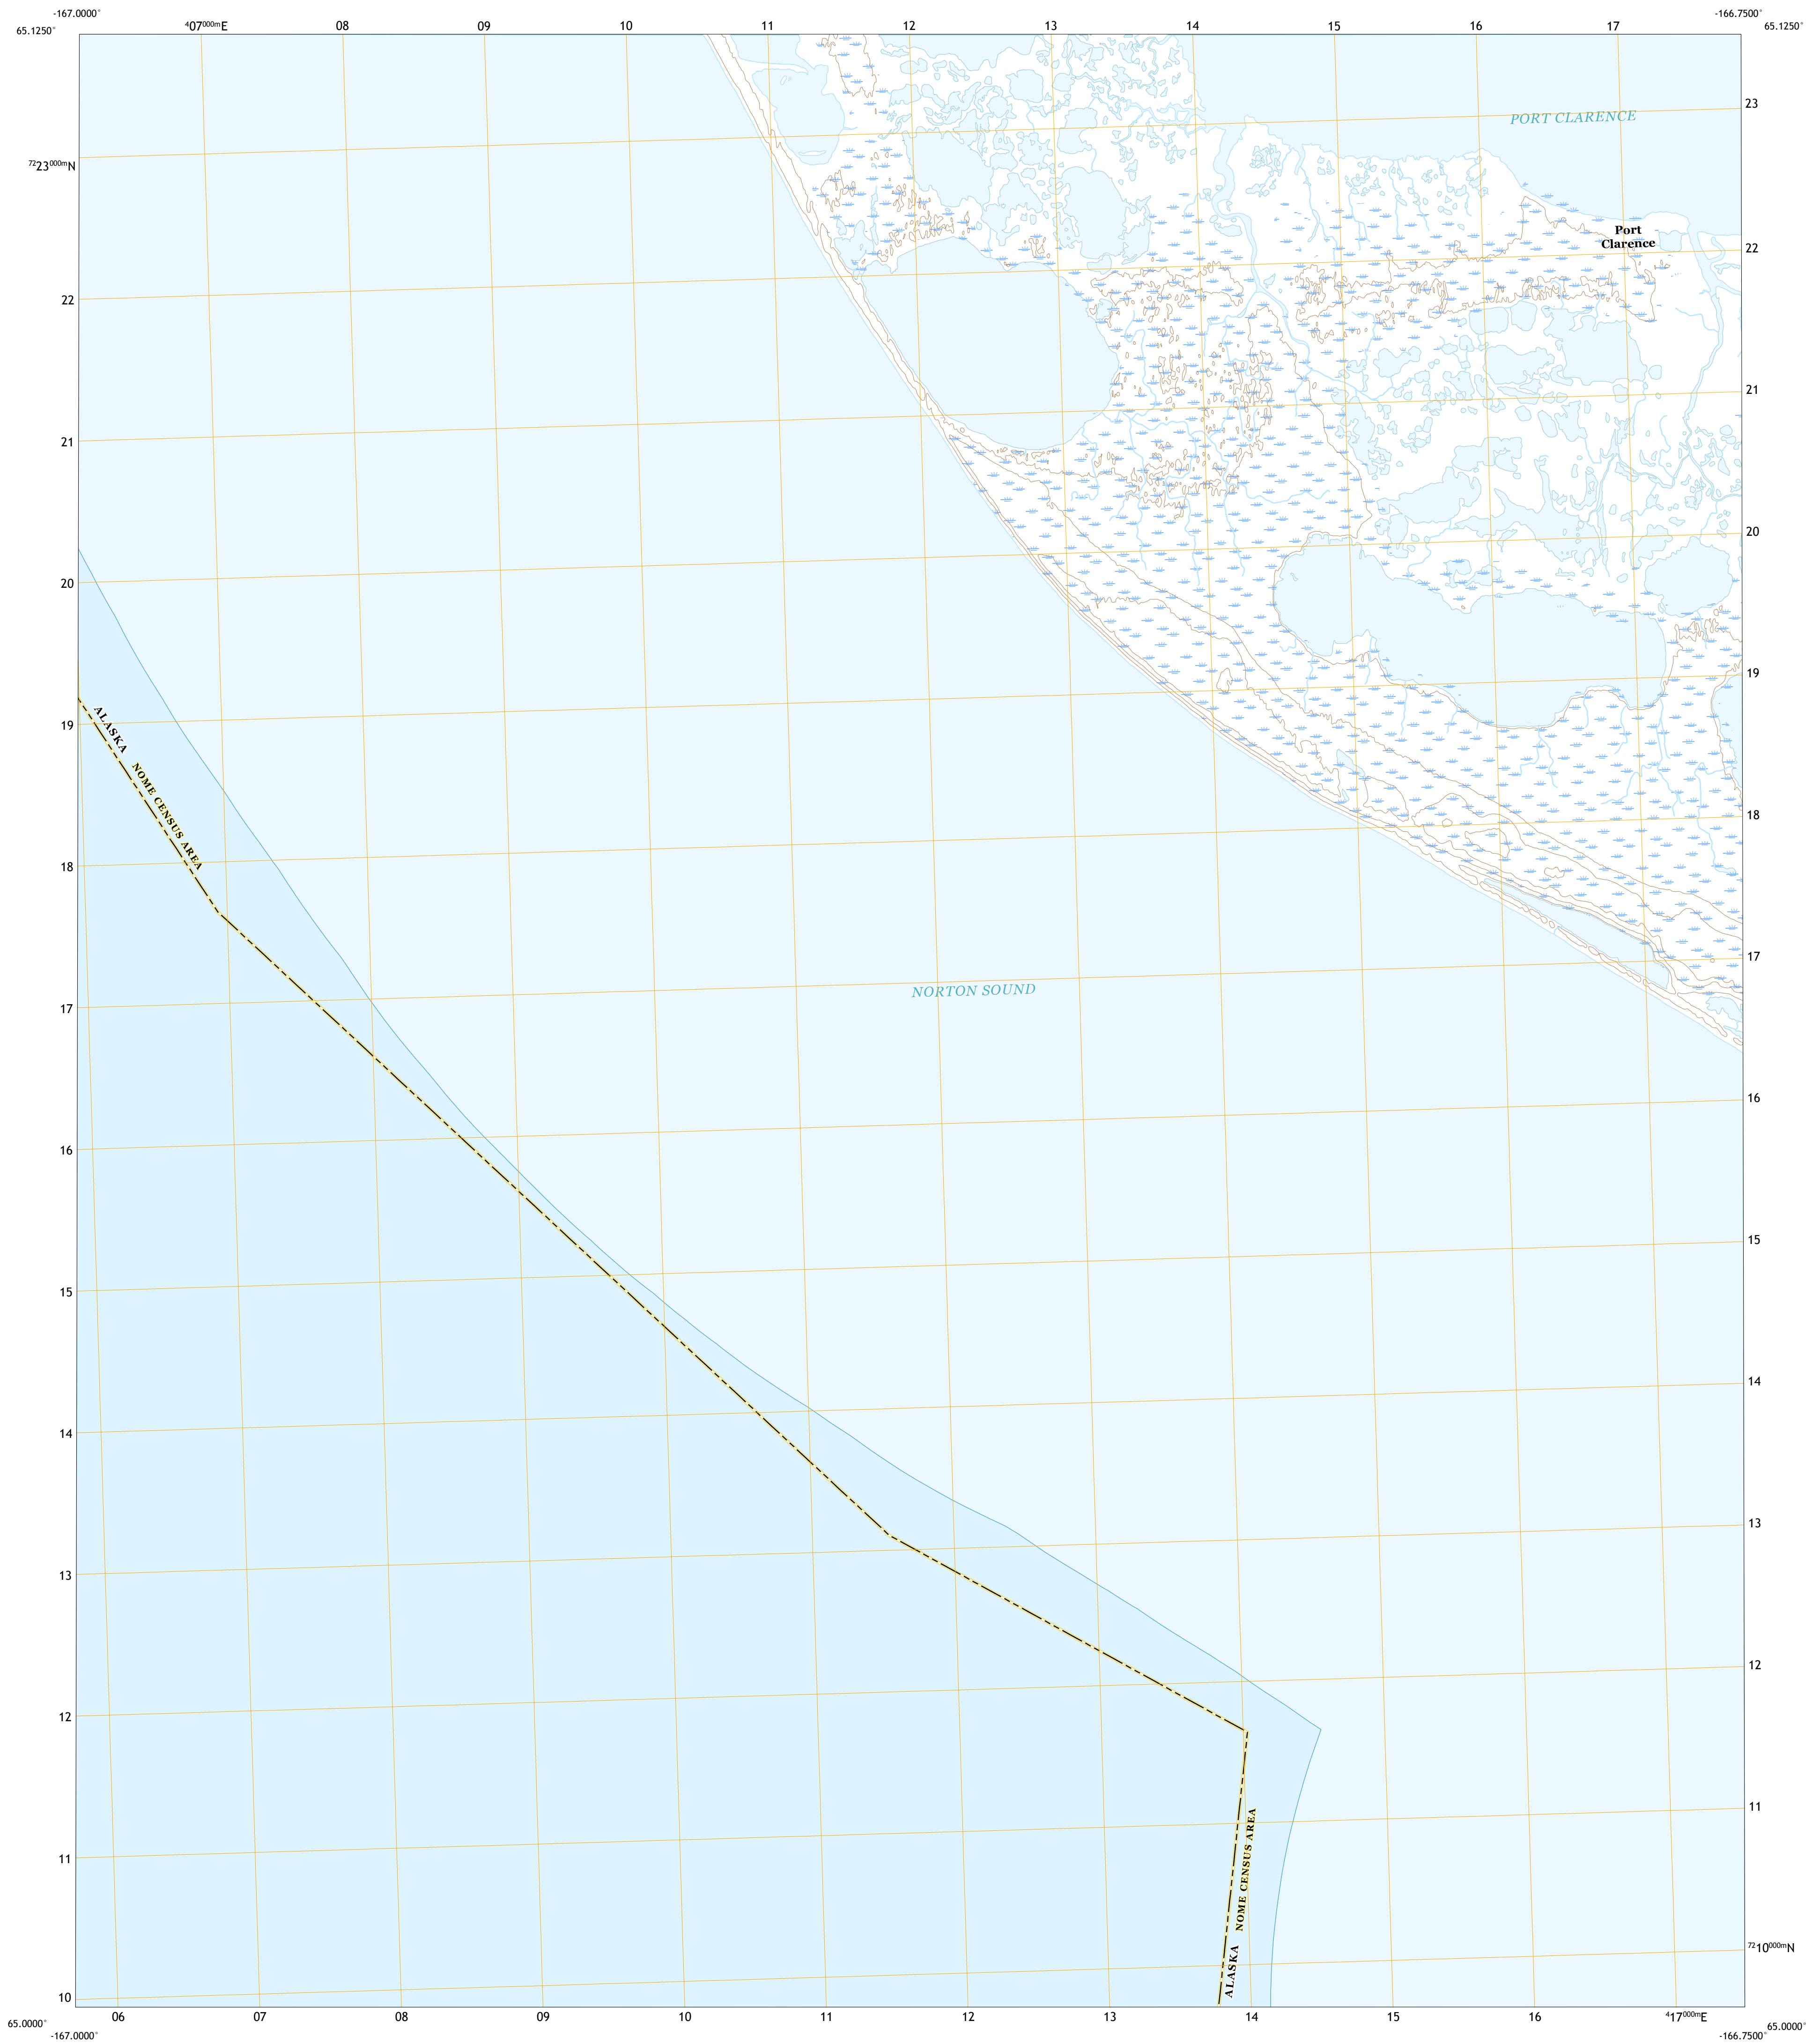 -167.0000°
-166.7500°
65.1250°
⁴07⁰⁰⁰ᵐE 08 09 10 11 12 13 14 15 16 17
65.1250°
23
PORT CLARENCE
⁷²23⁰⁰⁰ᵐN
Port
Clarence
22
22
21
21
20
20
19
19
ALASKA
NOME CENSUS AREA
18
18
17
17
NORTON SOUND
16
16
15
15
14
14
13
13
12
12
11
11
NOME CENSUS AREA
ALASKA
⁷²10⁰⁰⁰ᵐN
10
06 07 08 09 10 11 12 13 14 15 16 ⁴17⁰⁰⁰ᵐE
65.0000°
65.0000°
-167.0000°
-166.7500°